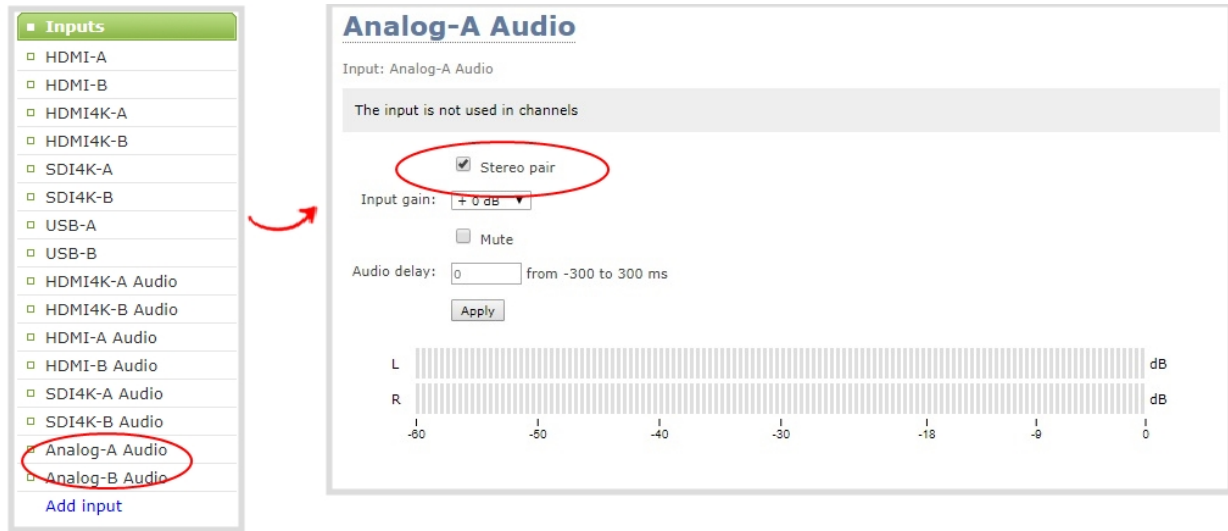 Inputs
HDMI-A
HDMI-B
HDMI4K-A
HDMI4K-B
SDI4K-A
SDI4K-B
USB-A
USB-B
HDMI4K-A Audio
HDMI4K-B Audio
HDMI-A Audio
HDMI-B Audio
SDI4K-A Audio
SDI4K-B Audio
Analog-A Audio
Analog-B Audio
Add input
Analog-A Audio
Input: Analog-A Audio
The input is not used in channels
Stereo pair
Input gain: + 0 dB
Mute
Audio delay: 0 from -300 to 300 ms
Apply
L dB
R dB
-60 -50 -40 -30 -18 -9 0